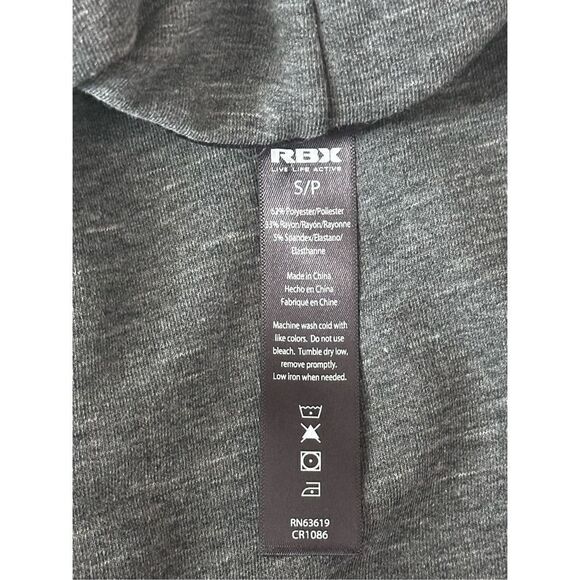 RBX
LIVE LIFE ACTIVE
S/P
62% Polyester/Poliester
33% Rayon/Rayón/Rayonne
5% Spandex/Elastano/
Elasthanne
Made in China
Hecho en China
Fabriqué en Chine
Machine wash cold with
like colors. Do not use
bleach. Tumble dry low,
remove promptly.
Low iron when needed.
RN63619
CR1086